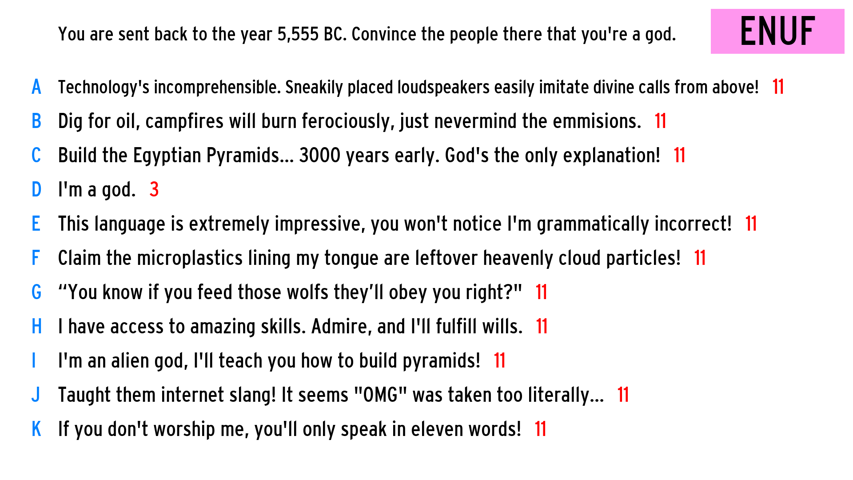 You are sent back to the year 5,555 BC. Convince the people there that you're a god.
ENUF
A Technology's incomprehensible. Sneakily placed loudspeakers easily imitate divine calls from above! 11
B Dig for oil, campfires will burn ferociously, just nevermind the emmisions. 11
C Build the Egyptian Pyramids... 3000 years early. God's the only explanation! 11
D I'm a god. 3
E This language is extremely impressive, you won't notice I'm grammatically incorrect! 11
F Claim the microplastics lining my tongue are leftover heavenly cloud particles! 11
G “You know if you feed those wolfs they’ll obey you right?" 11
H I have access to amazing skills. Admire, and I'll fulfill wills. 11
I I'm an alien god, I'll teach you how to build pyramids! 11
J Taught them internet slang! It seems "OMG" was taken too literally... 11
K If you don't worship me, you'll only speak in eleven words! 11